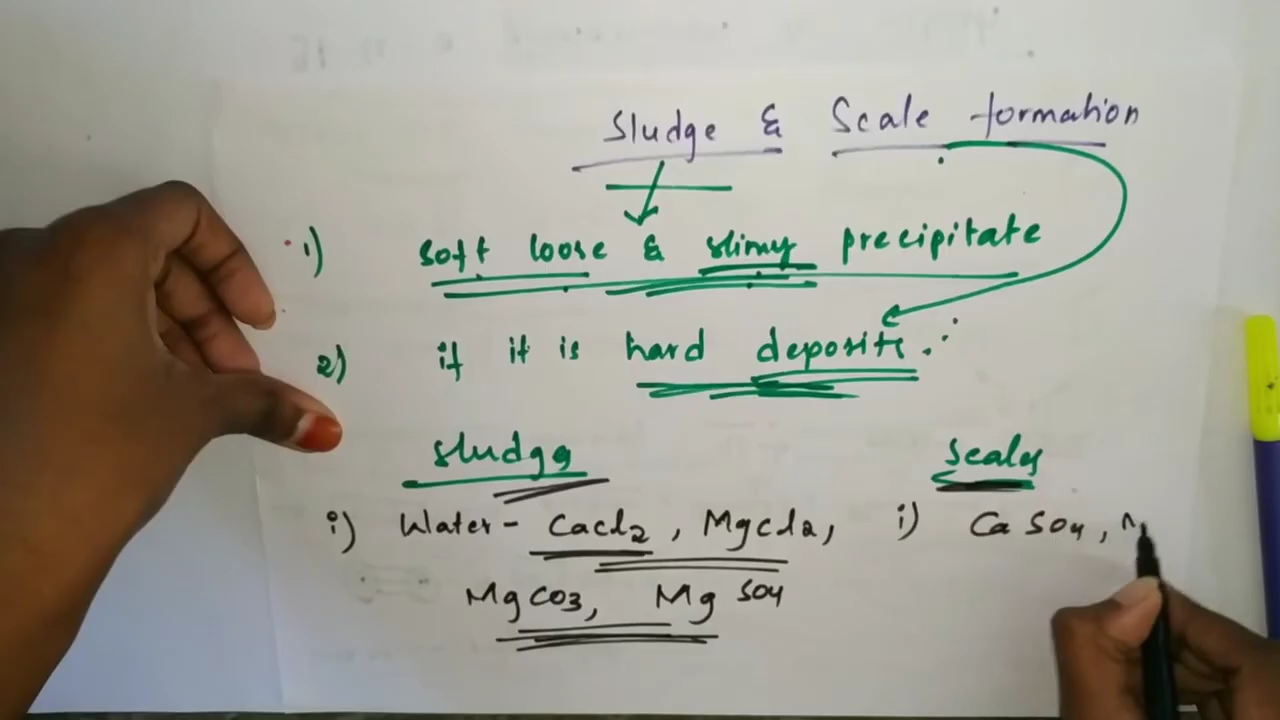 Sludge & Scale formation
1) soft loose & slimy precipitate
2) if it is hard deposits.
sludge scales
i) Water - CaCl2, MgCl2, i) CaSO4,
MgCO3, MgSO4